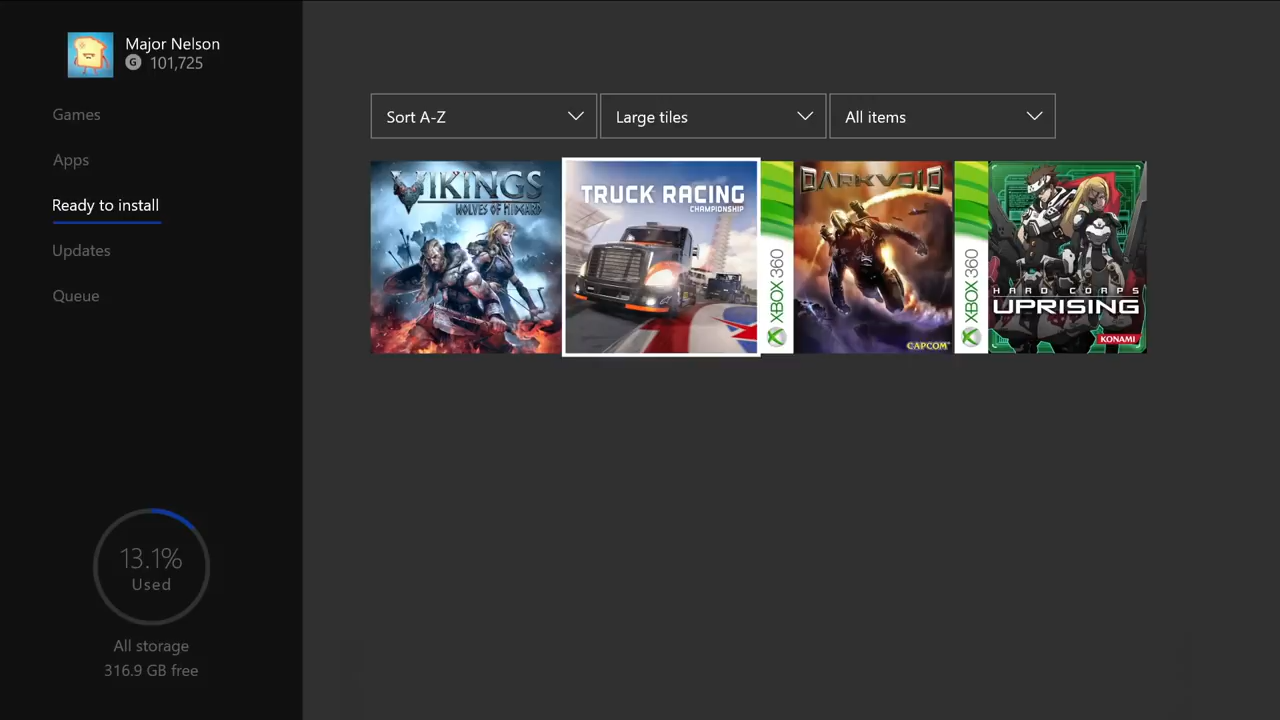 Major Nelson
G 101,725
Games
Apps
Ready to install
Updates
Queue
13.1%
Used
All storage
316.9 GB free
Sort A-Z
Large tiles
All items
VIKINGS
WOLVES OF MIDGARD
TRUCK RACING
CHAMPIONSHIP
XBOX 360
DARKVOID
CAPCOM
XBOX 360
HARD CORPS
UPRISING
KONAMI